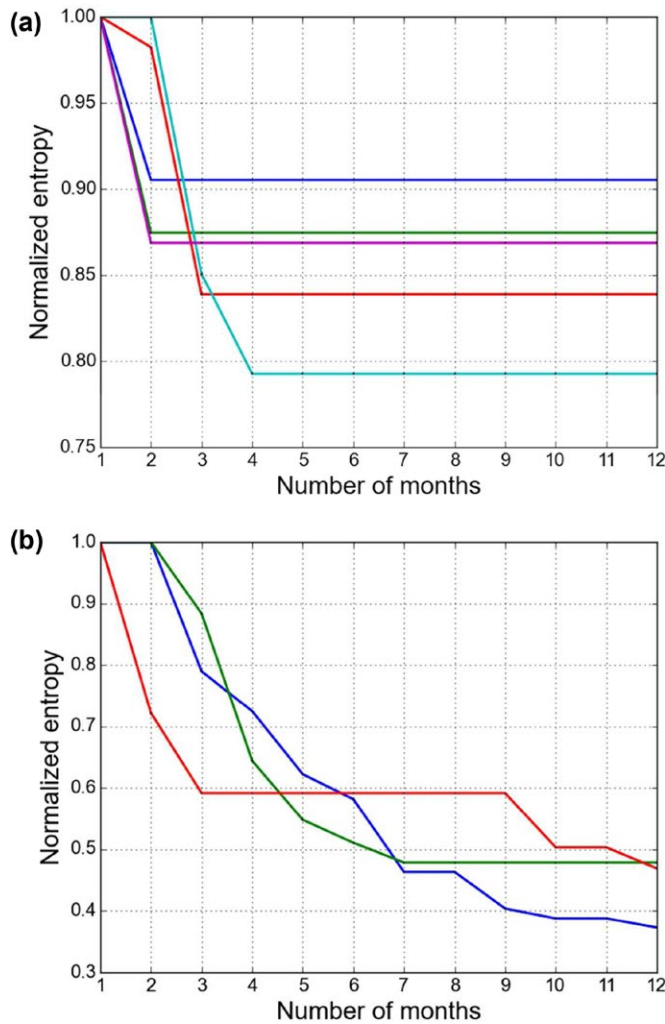 (a)
Normalized entropy
1.00
0.95
0.90
0.85
0.80
0.75
1 2 3 4 5 6 7 8 9 10 11 12
Number of months
(b)
Normalized entropy
1.0
0.9
0.8
0.7
0.6
0.5
0.4
0.3
1 2 3 4 5 6 7 8 9 10 11 12
Number of months